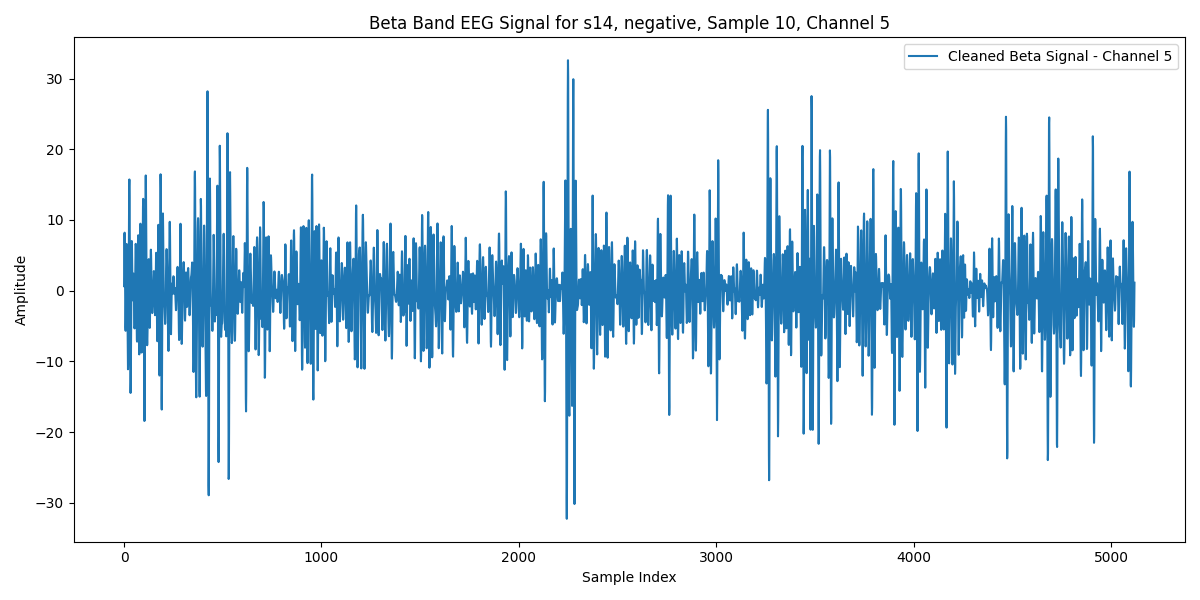 Beta Band EEG Signal for s14, negative, Sample 10, Channel 5
Cleaned Beta Signal - Channel 5
Amplitude
30
20
10
0
−10
−20
−30
0 1000 2000 3000 4000 5000
Sample Index